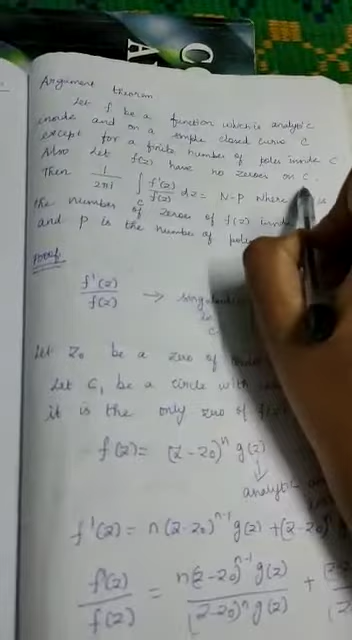 C
A
Argument theorem
Let f be a function which is analytic
inside and on a simple closed curve C
except for a finite number of poles inside C
Also let f(z) have no zeroes on C.
Then 1/2πi ∫_C f'(z)/f(z) dz = N-P where
the number of zeroes of f(z) inside
and P is the number of poles
Proof
f'(z)/f(z) →
Let z₀ be a zero of
Let C₁ be a circle with
it is the only zero of
f(z) = (z-z₀)ⁿ g(z)
↓
analytic
f'(z) = n(z-z₀)ⁿ⁻¹ g(z) + (z-z₀)ⁿ
f'(z)/f(z) = n(z-z₀)ⁿ⁻¹ g(z)/(z-z₀)ⁿ g(z) +